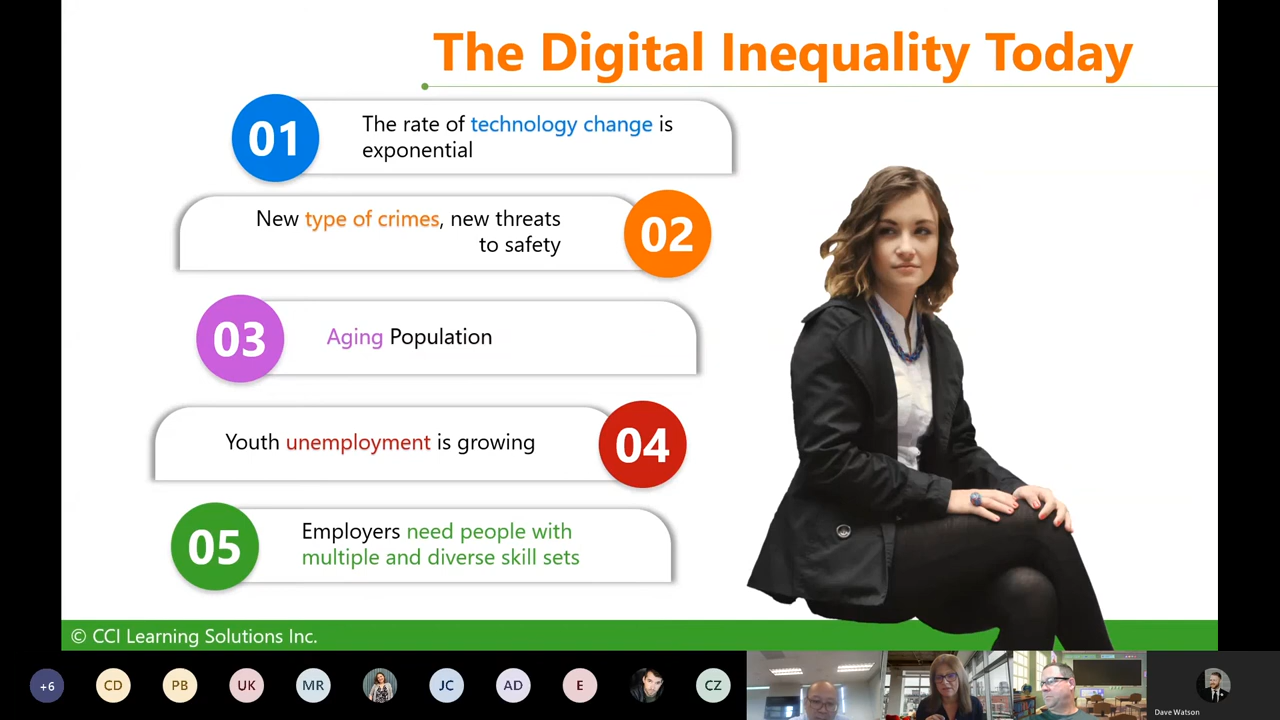 The Digital Inequality Today
01
The rate of technology change is
exponential
New type of crimes, new threats
to safety
02
03
Aging Population
Youth unemployment is growing
04
05
Employers need people with
multiple and diverse skill sets
© CCI Learning Solutions Inc.
+6
CD
PB
UK
MR
JC
AD
E
CZ
Dave Watson